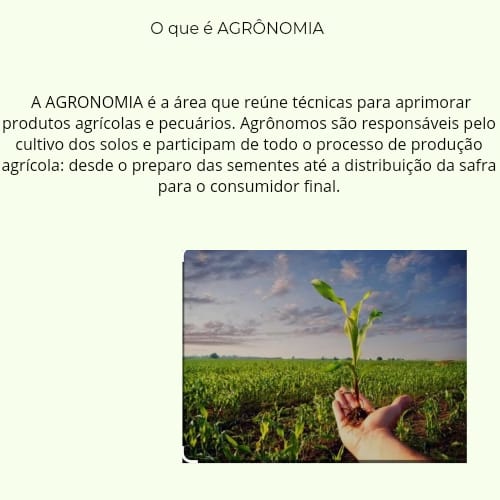 O que é AGRÔNOMIA
A AGRONOMIA é a área que reúne técnicas para aprimorar
produtos agrícolas e pecuários. Agrônomos são responsáveis pelo
cultivo dos solos e participam de todo o processo de produção
agrícola: desde o preparo das sementes até a distribuição da safra
para o consumidor final.